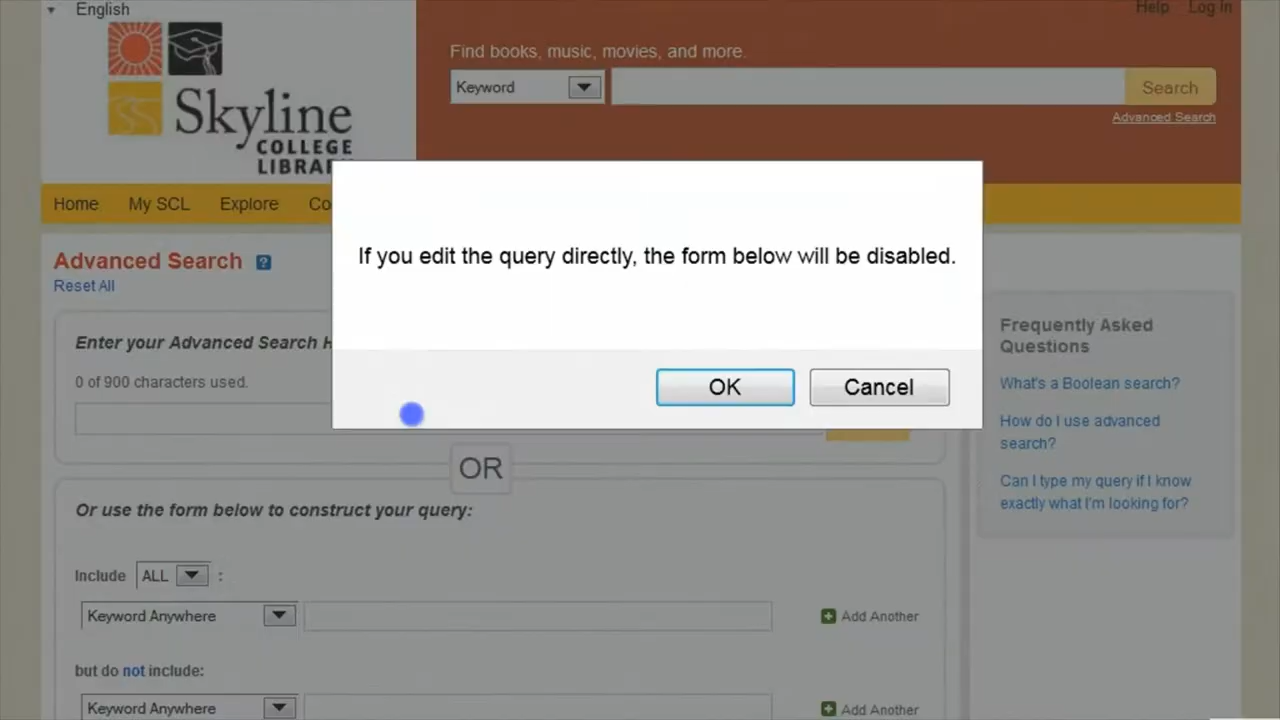 English
Help Log In
Find books, music, movies, and more.
Keyword
Search
Advanced Search
Skyline
COLLEGE
Home My SCL Explore
If you edit the query directly, the form below will be disabled.
OK Cancel
Advanced Search ?
Reset All
Enter your Advanced Search
0 of 900 characters used.
OR
Or use the form below to construct your query:
Include ALL :
Keyword Anywhere
Add Another
but do not include:
Keyword Anywhere
Add Another
Frequently Asked
Questions
What's a Boolean search?
How do I use advanced
search?
Can I type my query if I know
exactly what I'm looking for?